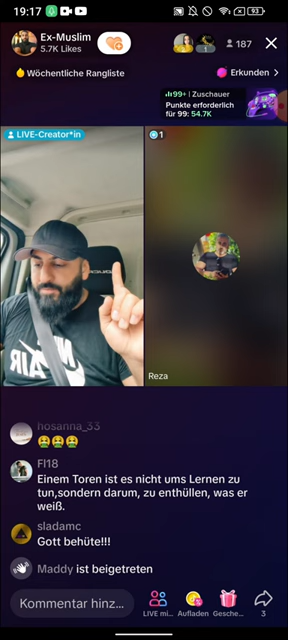 19:17
93
Ex-Muslim
5.7K Likes
1
187
Wöchentliche Rangliste
Erkunden
99+ | Zuschauer
Punkte erforderlich
für 99: 54.7K
LIVE-Creator*in
1
Reza
hosanna_33
Fl18
Einem Toren ist es nicht ums Lernen zu
tun,sondern darum, zu enthüllen, was er
weiß.
sladamc
Gott behüte!!!
Maddy ist beigetreten
Kommentar hinz...
LIVE mi...
Aufladen
Gesche...
3